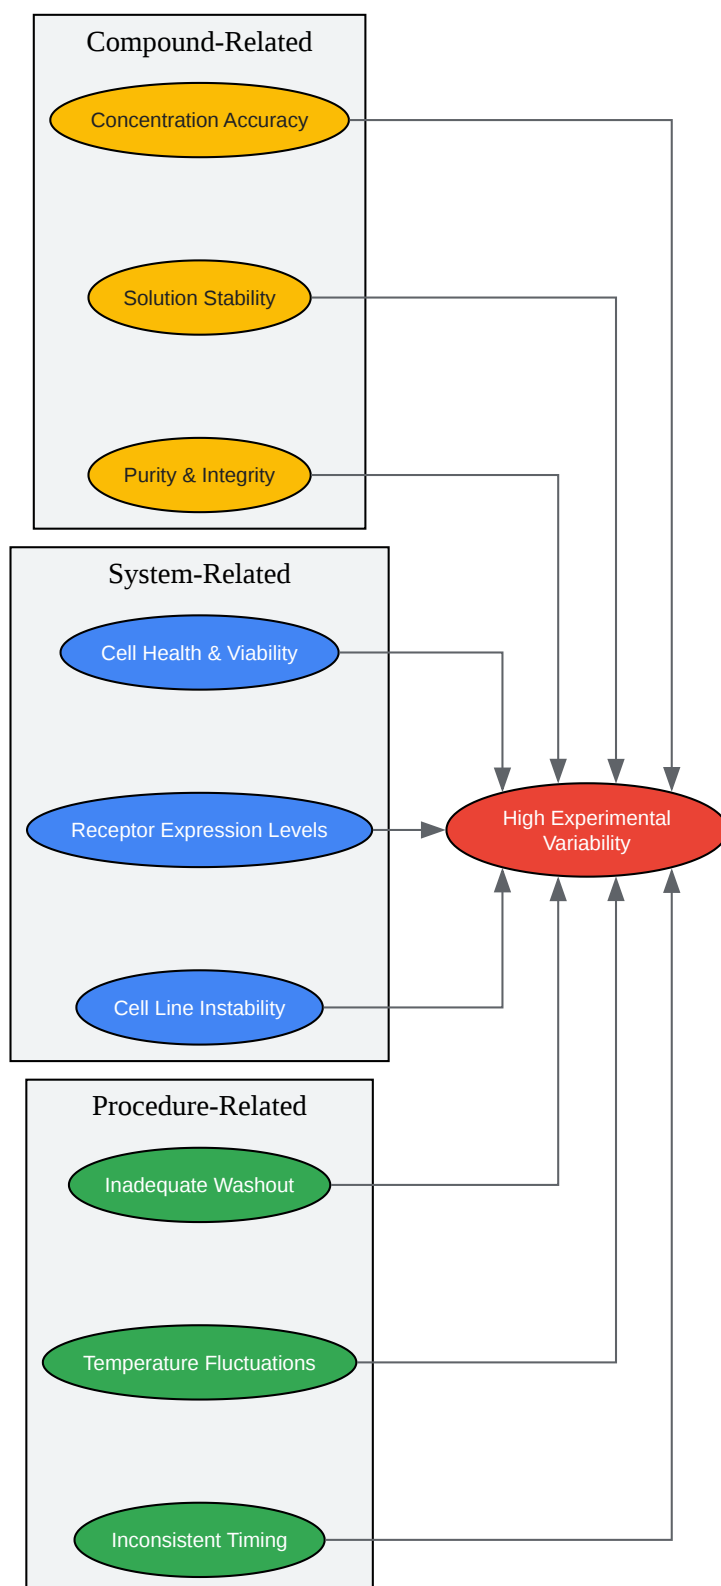 Compound-Related
Concentration Accuracy
Solution Stability
Purity & Integrity
System-Related
Cell Health & Viability
Receptor Expression Levels
High Experimental
Variability
Cell Line Instability
Procedure-Related
Inadequate Washout
Temperature Fluctuations
Inconsistent Timing